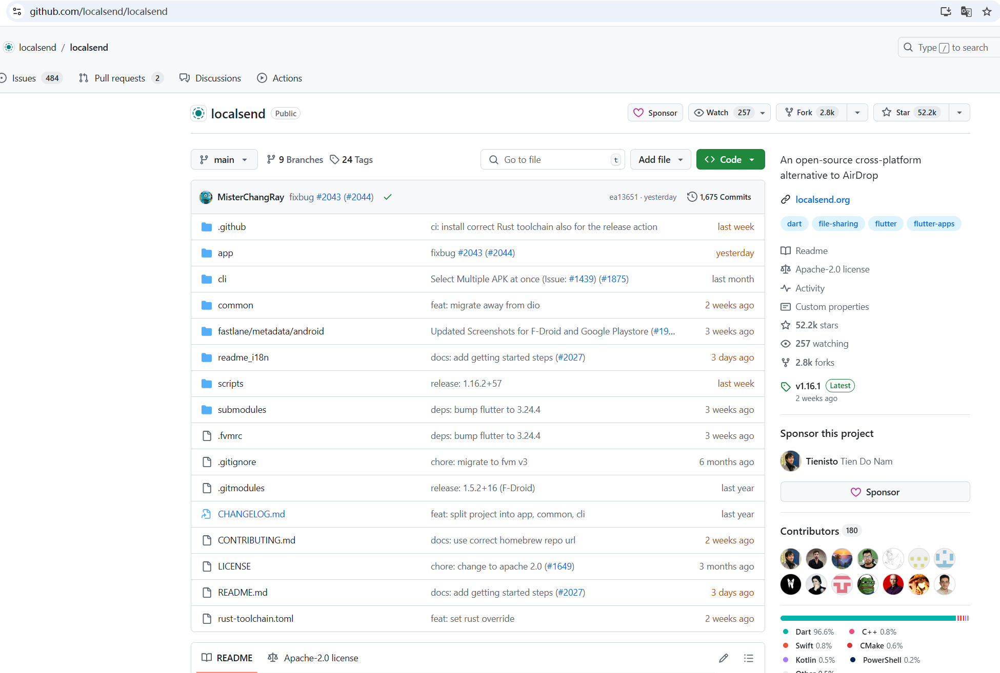 github.com/localsend/localsend
localsend / localsend
Type / to search
Issues 484 Pull requests 2 Discussions Actions
localsend Public
Sponsor Watch 257 Fork 2.8k Star 52.2k
main 9 Branches 24 Tags Go to file t Add file Code
MisterChangRay fixbug #2043 (#2044) ea13651 · yesterday 1,675 Commits
.github ci: install correct Rust toolchain also for the release action last week
app fixbug #2043 (#2044) yesterday
cli Select Multiple APK at once (Issue: #1439) (#1875) last month
common feat: migrate away from dio 2 weeks ago
fastlane/metadata/android Updated Screenshots for F-Droid and Google Playstore (#19... 3 weeks ago
readme_i18n docs: add getting started steps (#2027) 3 days ago
scripts release: 1.16.2+57 last week
submodules deps: bump flutter to 3.24.4 3 weeks ago
.fvmrc deps: bump flutter to 3.24.4 3 weeks ago
.gitignore chore: migrate to fvm v3 6 months ago
.gitmodules release: 1.5.2+16 (F-Droid) last year
CHANGELOG.md feat: split project into app, common, cli last year
CONTRIBUTING.md docs: use correct homebrew repo url 2 weeks ago
LICENSE chore: change to apache 2.0 (#1649) 3 months ago
README.md docs: add getting started steps (#2027) 3 days ago
rust-toolchain.toml feat: set rust override 2 weeks ago
README Apache-2.0 license
An open-source cross-platform
alternative to AirDrop
localsend.org
dart file-sharing flutter flutter-apps
Readme
Apache-2.0 license
Activity
Custom properties
52.2k stars
257 watching
2.8k forks
v1.16.1 Latest
2 weeks ago
Sponsor this project
Tienisto Tien Do Nam
Sponsor
Contributors 180
Dart 96.6% C++ 0.8%
Swift 0.8% CMake 0.6%
Kotlin 0.5% PowerShell 0.2%
Other 0.5%